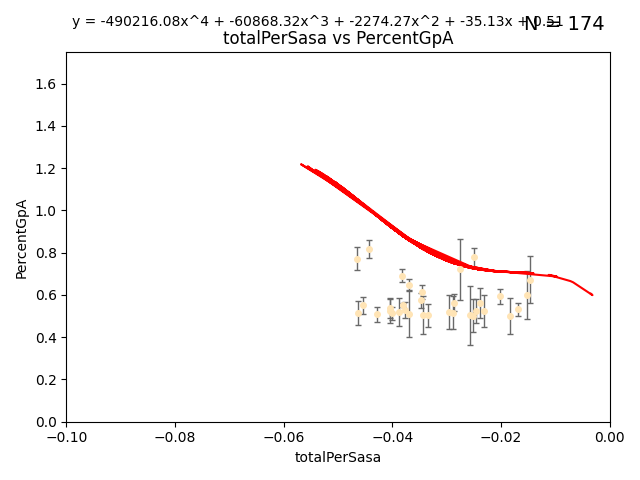 y = -490216.08x^4 + -60868.32x^3 + -2274.27x^2 + -35.13x + 0.51
N = 174
totalPerSasa vs PercentGpA
1.6
1.4
1.2
1.0
0.8
0.6
0.4
0.2
0.0
PercentGpA
−0.10 −0.08 −0.06 −0.04 −0.02 0.00
totalPerSasa